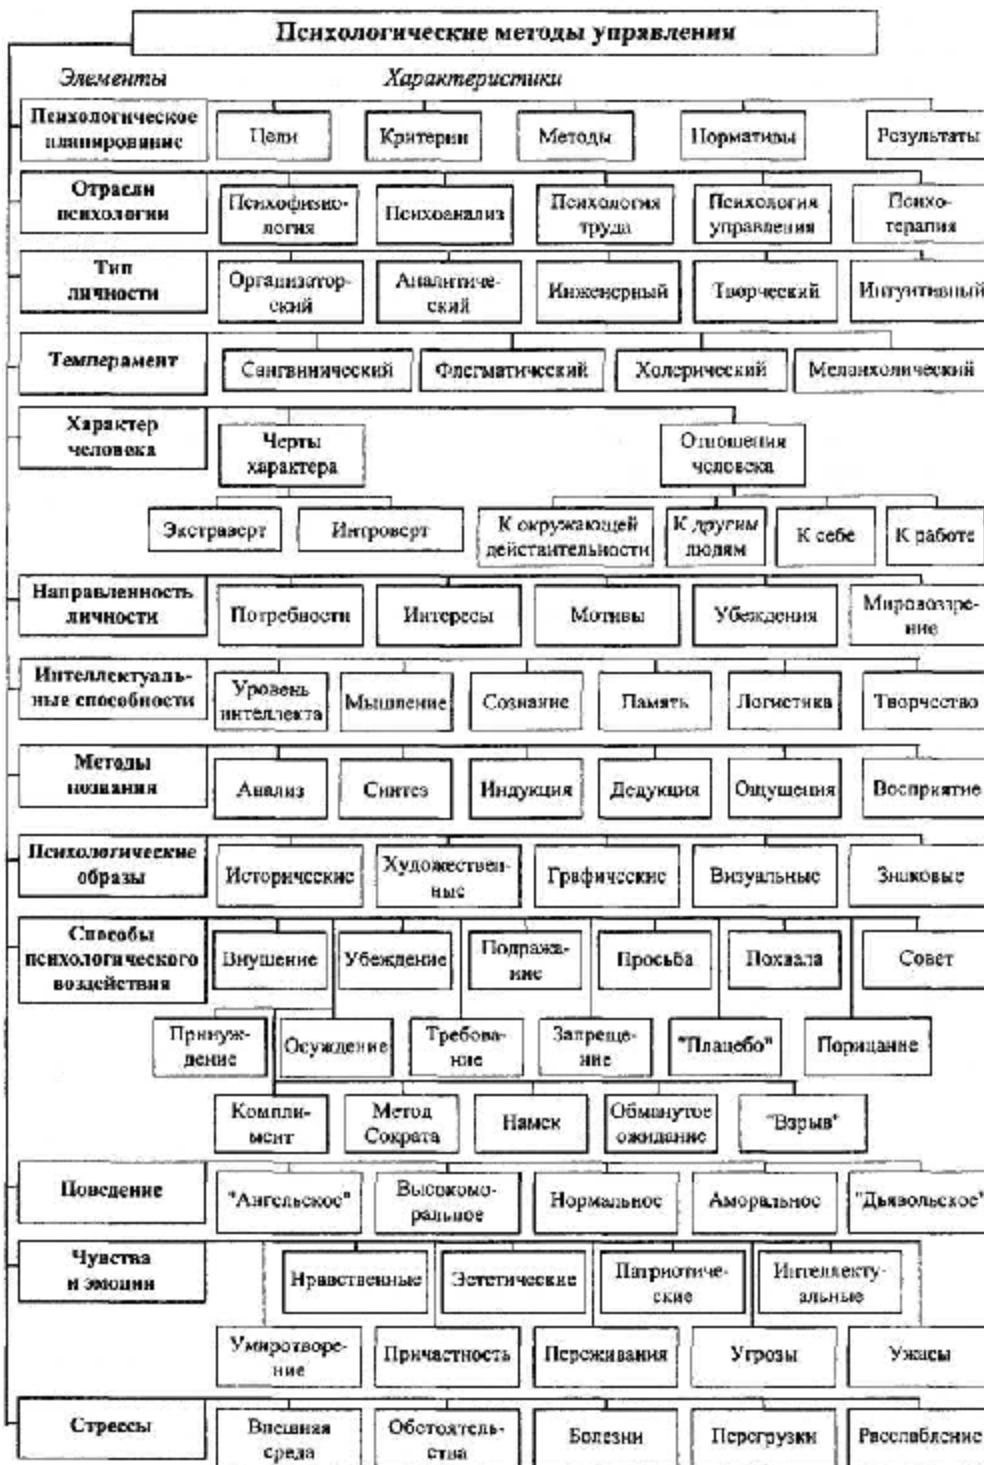 Психологические методы управления
Элементы Характеристики
Психологическое
планирование
Цели Критерии Методы Нормативы Результаты
Отрасли
психологии
Психофизио-
логия
Психоанализ
Психология
труда
Психология
управления
Психо-
терапия
Тип
личности
Организатор-
ский
Аналитиче-
ский
Инженерный Творческий Интуитивный
Темперамент
Сангвинический Флегматический Холерический Меланхолический
Характер
человека
Черты
характера
Отношения
человека
Экстраверт Интроверт
К окружающей
действительности
К другим
людям
К себе К работе
Направленность
личности
Потребности Интересы Мотивы Убеждения
Мировоззре-
ние
Интеллектуаль-
ные способности
Уровень
интеллекта
Мышление Сознание Память Логистика Творчество
Методы
познания
Анализ Синтез Индукция Дедукция Ощущения Восприятие
Психологические
образы
Исторические
Художествен-
ные
Графические Визуальные Знаковые
Способы
психологического
воздействия
Внушение Убеждение
Подража-
ние
Просьба Похвала Совет
Принуж-
дение
Осуждение
Требова-
ние
Запреще-
ние
"Плацебо" Порицание
Компли-
мент
Метод
Сократа
Намек
Обманутое
ожидание
"Взрыв"
Поведение
"Ангельское"
Высокомо-
ральное
Нормальное Аморальное "Дьявольское"
Чувства
и эмоции
Нравственные Эстетические
Патриотиче-
ские
Интеллекту-
альные
Умиротворе-
ние
Причастность Переживания Угрозы Ужасы
Стрессы
Внешняя
среда
Обстоятель-
ства
Болезни Перегрузки Расслабление